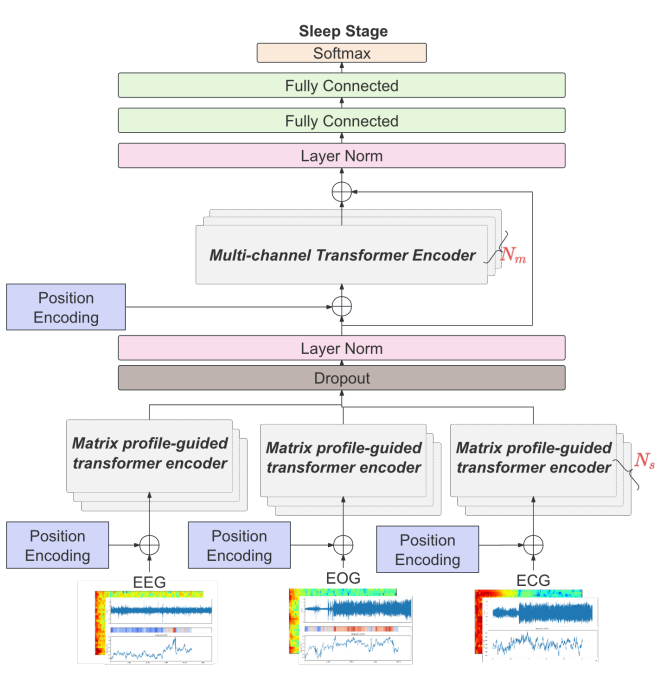 Sleep Stage
Softmax
Fully Connected
Fully Connected
Layer Norm
Multi-channel Transformer Encoder
N_m
Position
Encoding
Layer Norm
Dropout
Matrix profile-guided
transformer encoder
Matrix profile-guided
transformer encoder
Matrix profile-guided
transformer encoder
N_s
Position
Encoding
Position
Encoding
Position
Encoding
EEG
EOG
ECG